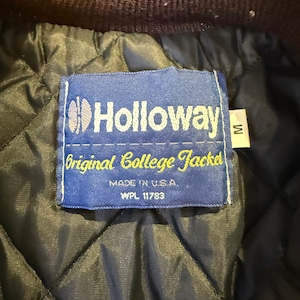 Holloway
M
Original College Jacket
MADE IN U.S.A.
WPL 11783